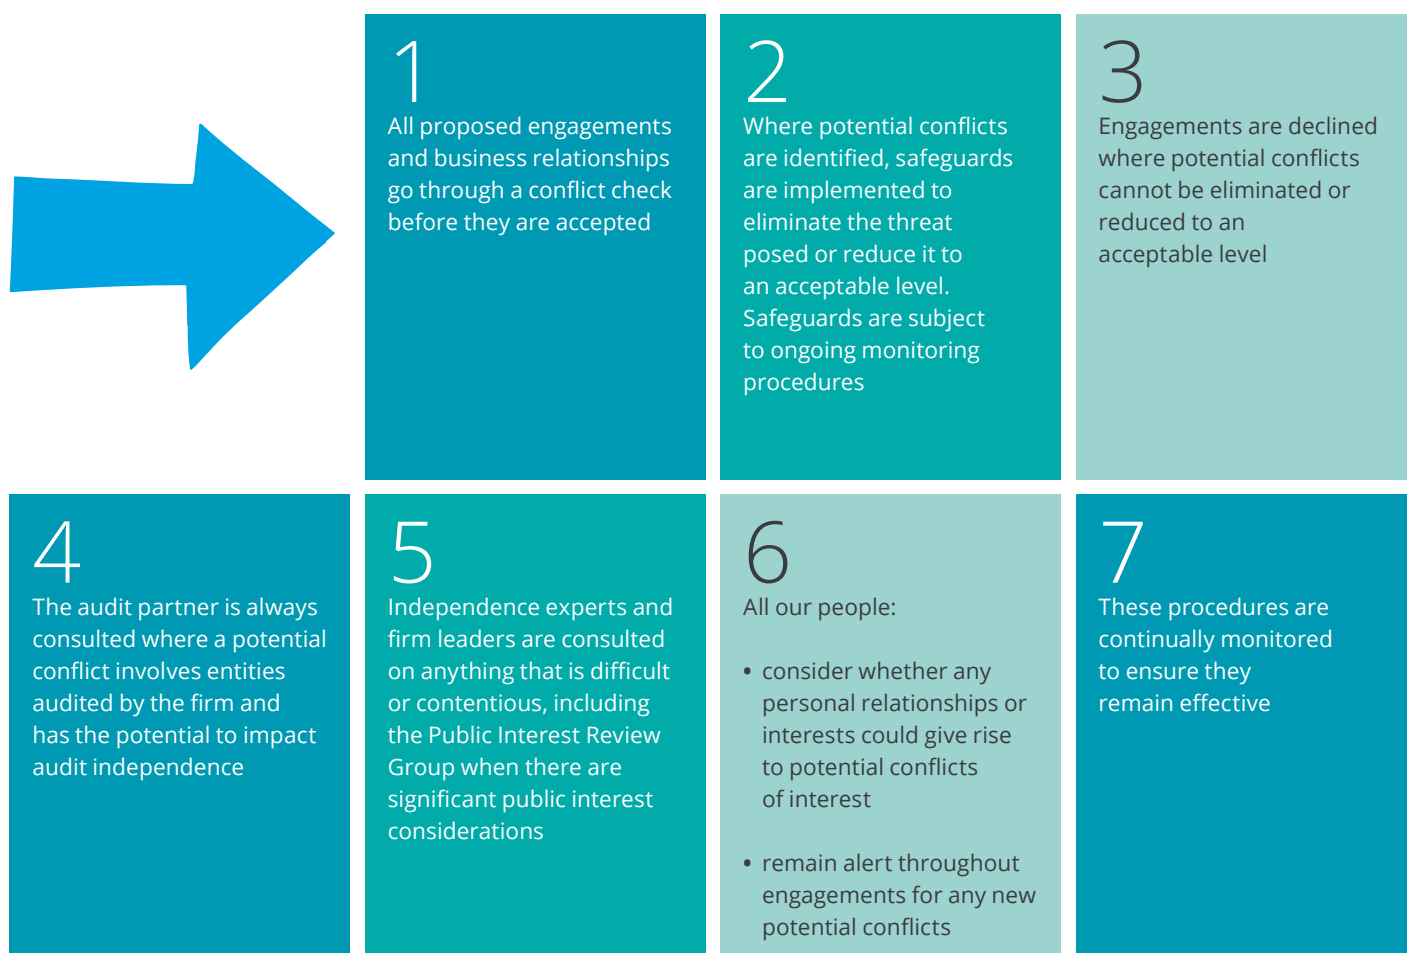 1
All proposed engagements
and business relationships
go through a conflict check
before they are accepted
2
Where potential conflicts
are identified, safeguards
are implemented to
eliminate the threat
posed or reduce it to
an acceptable level.
Safeguards are subject
to ongoing monitoring
procedures
3
Engagements are declined
where potential conflicts
cannot be eliminated or
reduced to an
acceptable level
4
The audit partner is always
consulted where a potential
conflict involves entities
audited by the firm and
has the potential to impact
audit independence
5
Independence experts and
firm leaders are consulted
on anything that is difficult
or contentious, including
the Public Interest Review
Group when there are
significant public interest
considerations
6
All our people:
• consider whether any
personal relationships or
interests could give rise
to potential conflicts
of interest
• remain alert throughout
engagements for any new
potential conflicts
7
These procedures are
continually monitored
to ensure they
remain effective